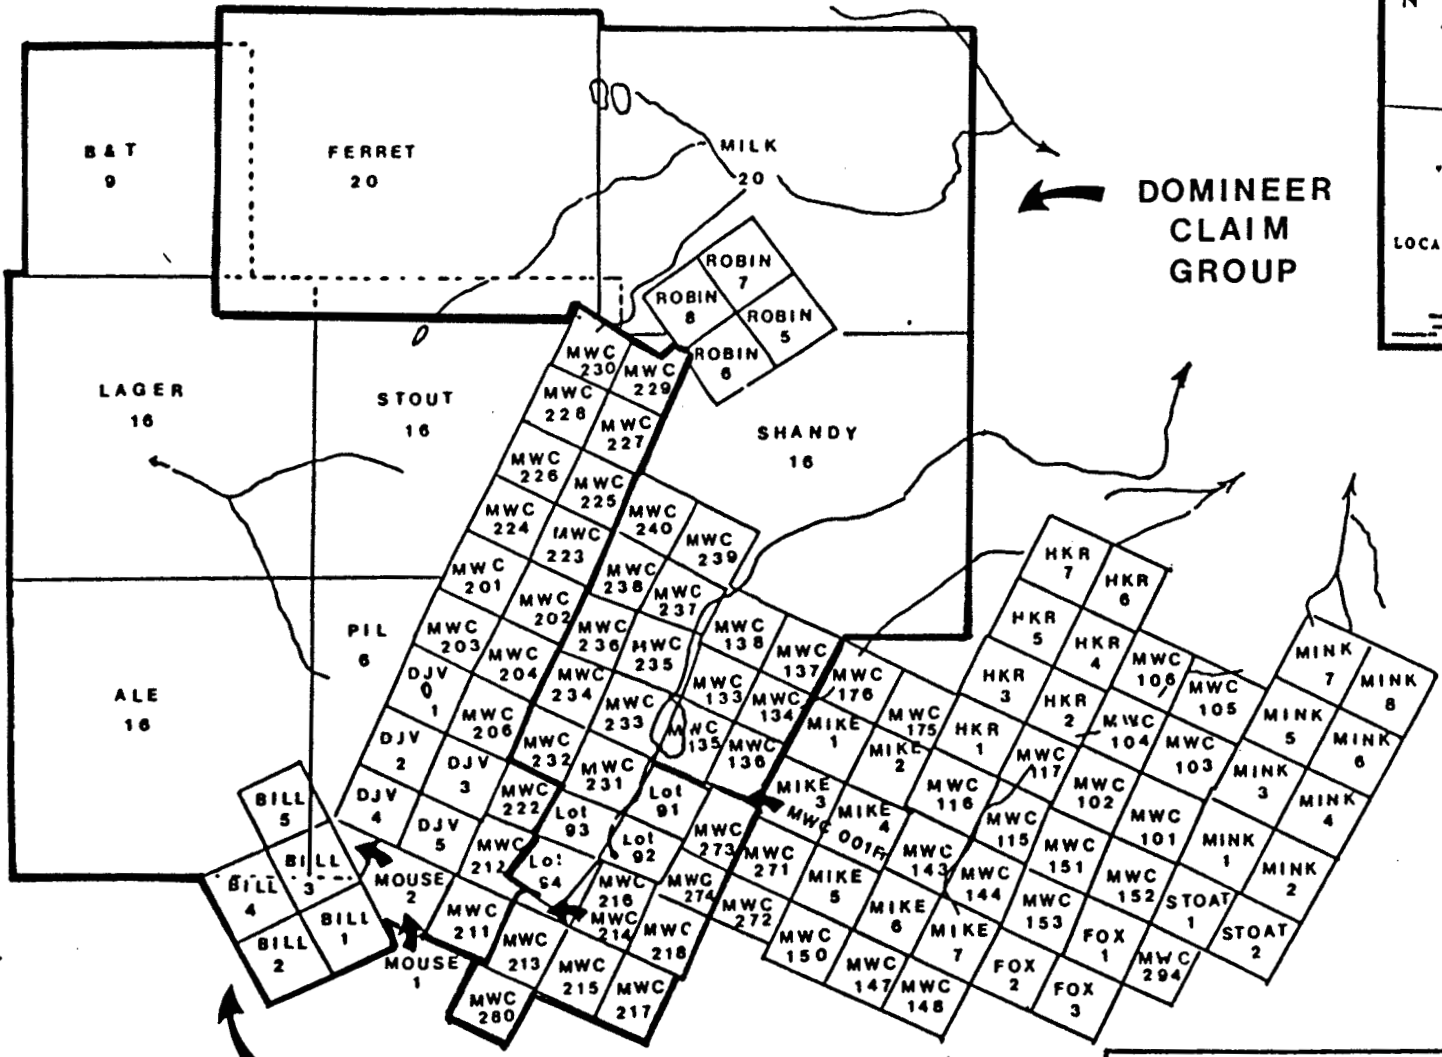 N
B & T
9
FERRET
20
MILK
20
DOMINEER
CLAIM
GROUP
LOCA
ROBIN
7
ROBIN
8
ROBIN
5
ROBIN
6
LAGER
16
STOUT
16
SHANDY
16
MWC
230
MWC
229
MWC
228
MWC
227
MWC
226
MWC
225
MWC
224
MWC
223
MWC
240
MWC
239
MWC
201
MWC
202
MWC
238
MWC
237
PIL
6
ALE
16
MWC
203
MWC
204
MWC
236
MWC
235
MWC
138
MWC
137
DJV
1
MWC
206
MWC
234
MWC
233
MWC
133
MWC
134
MWC
176
MWC
175
DJV
2
DJV
3
MWC
232
MWC
231
MWC
135
MWC
136
MIKE
1
MIKE
2
HKR
7
HKR
6
HKR
5
HKR
4
HKR
3
HKR
2
HKR
1
MWC
106
MWC
105
MWC
104
MWC
103
MINK
7
MINK
8
MINK
5
MINK
6
MINK
3
MINK
4
MINK
1
MINK
2
DJV
4
DJV
5
MWC
222
MWC
212
Lot
93
Lot
91
Lot
92
Lot
94
MWC
273
MWC 001Fr
MIKE
3
MIKE
4
MWC
116
MWC
117
MWC
102
MWC
101
MWC
115
MWC
151
MWC
152
BILL
5
BILL
3
BILL
4
BILL
1
BILL
2
MOUSE
2
MOUSE
1
MWC
211
MWC
216
MWC
274
MWC
214
MWC
213
MWC
218
MWC
215
MWC
217
MWC
280
MWC
271
MWC
272
MIKE
5
MIKE
6
MIKE
7
MWC
143
MWC
144
MWC
153
MWC
150
MWC
147
MWC
148
FOX
1
FOX
2
FOX
3
STOAT
1
STOAT
2
MWC
294